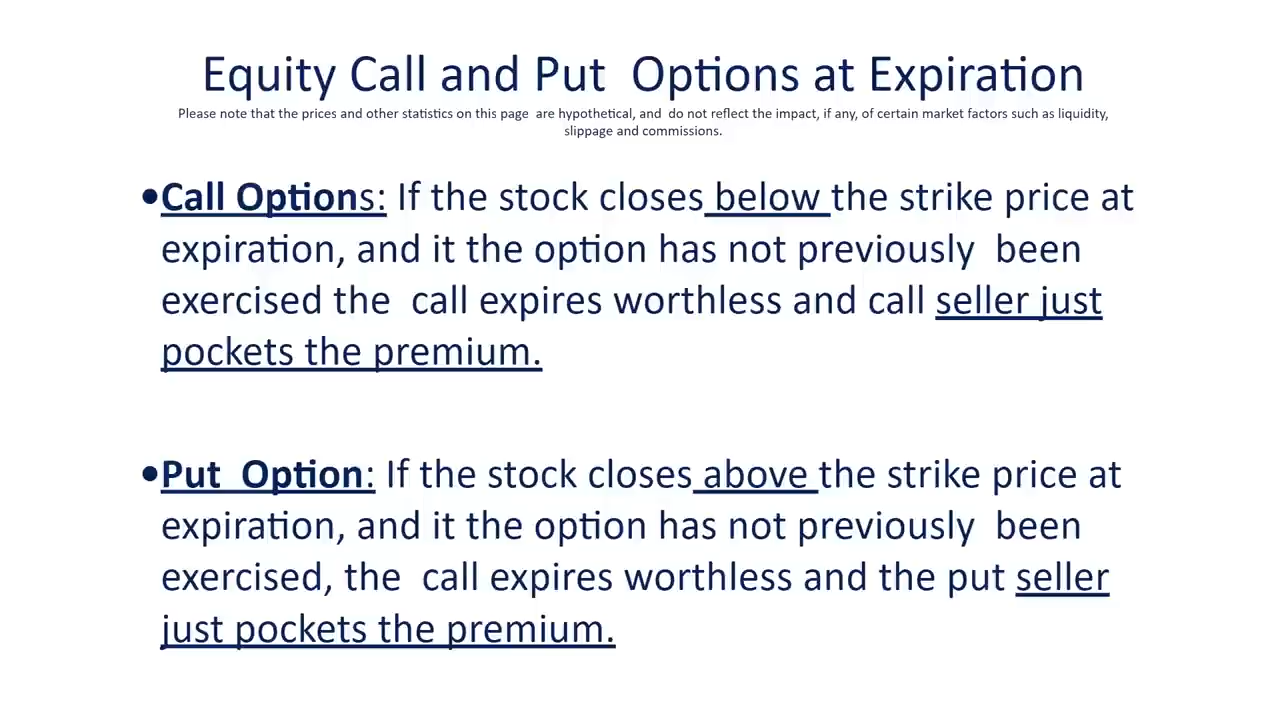 Equity Call and Put  Options at Expiration
Please note that the prices and other statistics on this page  are hypothetical, and  do not reflect the impact, if any, of certain market factors such as liquidity,
slippage and commissions.
•Call Options: If the stock closes below the strike price at
expiration, and it the option has not previously  been
exercised the  call expires worthless and call seller just
pockets the premium.
•Put  Option: If the stock closes above the strike price at
expiration, and it the option has not previously  been
exercised, the  call expires worthless and the put seller
just pockets the premium.